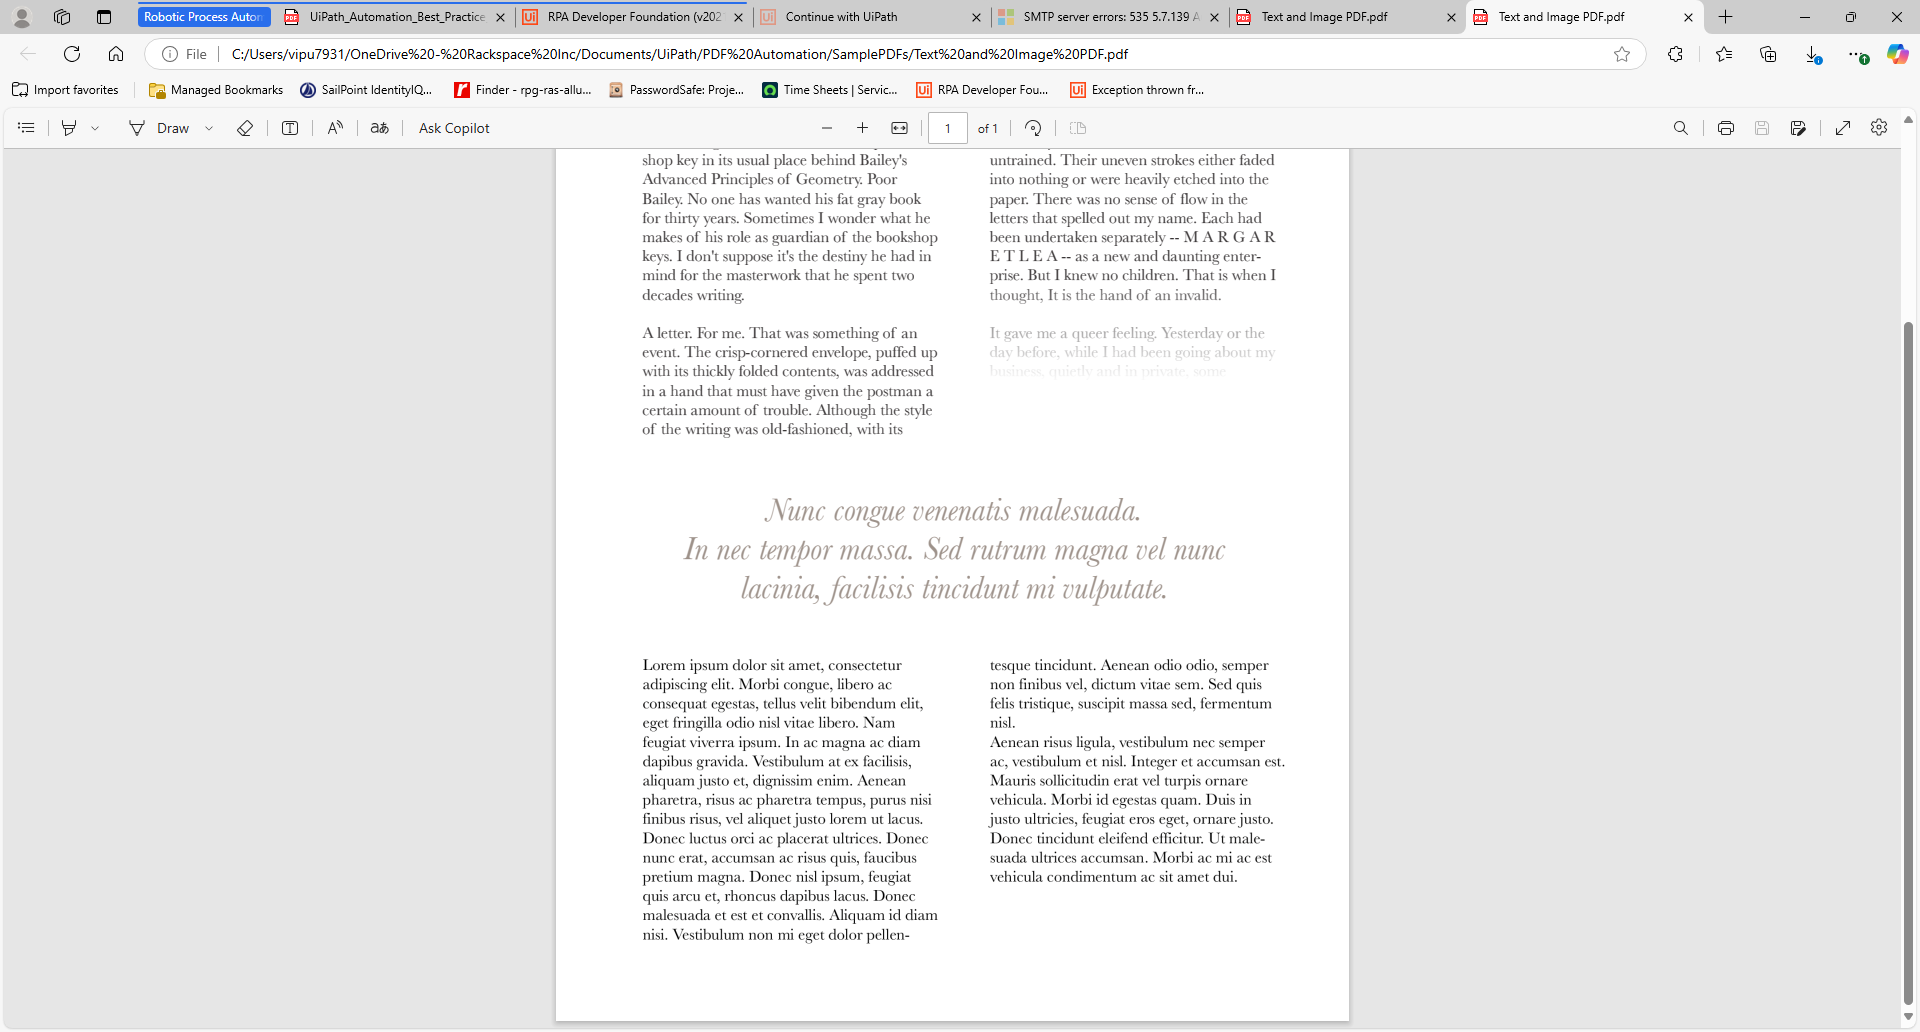 Robotic Process Autom
UiPath_Automation_Best_Practice
RPA Developer Foundation (v202
Continue with UiPath
SMTP server errors: 535 5.7.139 A
Text and Image PDF.pdf
Text and Image PDF.pdf
File
C:/Users/vipu7931/OneDrive%20-%20Rackspace%20Inc/Documents/UiPath/PDF%20Automation/SamplePDFs/Text%20and%20Image%20PDF.pdf
Import favorites
Managed Bookmarks
SailPoint IdentityIQ...
Finder - rpg-ras-allu...
PasswordSafe: Proje...
Time Sheets | Servic...
RPA Developer Fou...
Exception thrown fr...
Draw
Ask Copilot
1
of 1
shop key in its usual place behind Bailey's
Advanced Principles of Geometry. Poor
Bailey. No one has wanted his fat gray book
for thirty years. Sometimes I wonder what he
makes of his role as guardian of the bookshop
keys. I don't suppose it's the destiny he had in
mind for the masterwork that he spent two
decades writing.
A letter. For me. That was something of an
event. The crisp-cornered envelope, puffed up
with its thickly folded contents, was addressed
in a hand that must have given the postman a
certain amount of trouble. Although the style
of the writing was old-fashioned, with its
untrained. Their uneven strokes either faded
into nothing or were heavily etched into the
paper. There was no sense of flow in the
letters that spelled out my name. Each had
been undertaken separately -- M A R G A R
E T L E A -- as a new and daunting enter-
prise. But I knew no children. That is when I
thought, It is the hand of an invalid.
It gave me a queer feeling. Yesterday or the
day before, while I had been going about my
business, quietly and in private, some
Nunc congue venenatis malesuada.
In nec tempor massa. Sed rutrum magna vel nunc
lacinia, facilisis tincidunt mi vulputate.
Lorem ipsum dolor sit amet, consectetur
adipiscing elit. Morbi congue, libero ac
consequat egestas, tellus velit bibendum elit,
eget fringilla odio nisl vitae libero. Nam
feugiat viverra ipsum. In ac magna ac diam
dapibus gravida. Vestibulum at ex facilisis,
aliquam justo et, dignissim enim. Aenean
pharetra, risus ac pharetra tempus, purus nisi
finibus risus, vel aliquet justo lorem ut lacus.
Donec luctus orci ac placerat ultrices. Donec
nunc erat, accumsan ac risus quis, faucibus
pretium magna. Donec nisl ipsum, feugiat
quis arcu et, rhoncus dapibus lacus. Donec
malesuada et est et convallis. Aliquam id diam
nisi. Vestibulum non mi eget dolor pellen-
tesque tincidunt. Aenean odio odio, semper
non finibus vel, dictum vitae sem. Sed quis
felis tristique, suscipit massa sed, fermentum
nisl.
Aenean risus ligula, vestibulum nec semper
ac, vestibulum et nisl. Integer et accumsan est.
Mauris sollicitudin erat vel turpis ornare
vehicula. Morbi id egestas quam. Duis in
justo ultricies, feugiat eros eget, ornare justo.
Donec tincidunt eleifend efficitur. Ut male-
suada ultrices accumsan. Morbi ac mi ac est
vehicula condimentum ac sit amet dui.